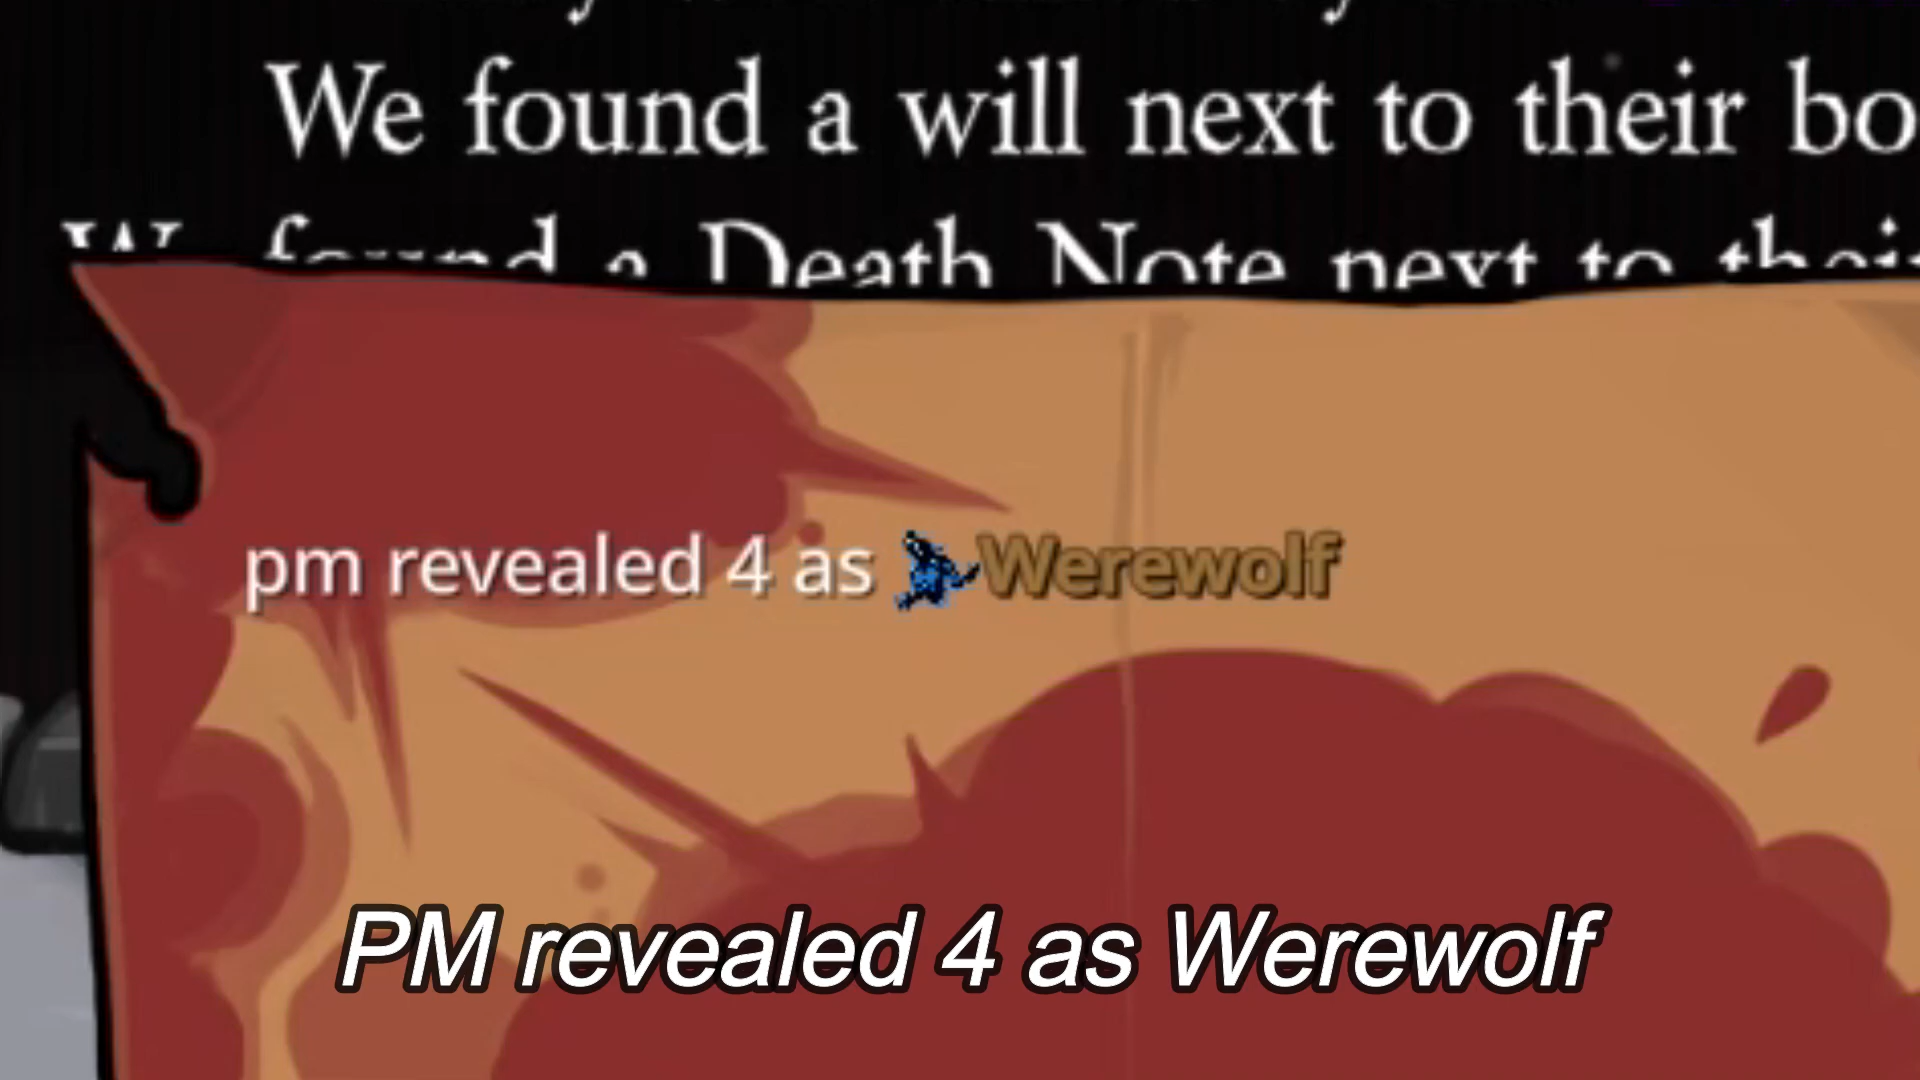 We found a will next to their
We found a Death Note next to their
pm revealed 4 as Werewolf
PM revealed 4 as Werewolf